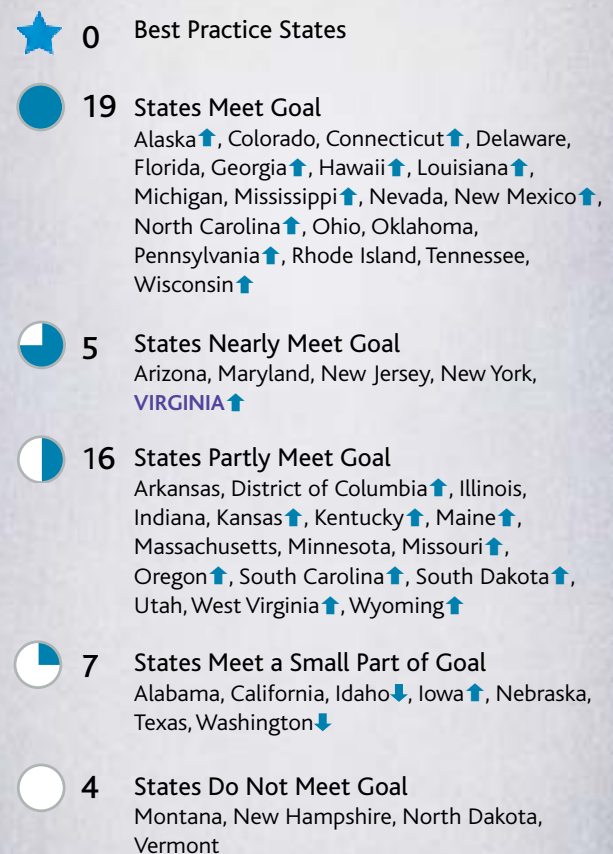 0 Best Practice States
19 States Meet Goal
Alaska⬆, Colorado, Connecticut⬆, Delaware,
Florida, Georgia⬆, Hawaii⬆, Louisiana⬆,
Michigan, Mississippi⬆, Nevada, New Mexico⬆,
North Carolina⬆, Ohio, Oklahoma,
Pennsylvania⬆, Rhode Island, Tennessee,
Wisconsin⬆
5 States Nearly Meet Goal
Arizona, Maryland, New Jersey, New York,
VIRGINIA⬆
16 States Partly Meet Goal
Arkansas, District of Columbia⬆, Illinois,
Indiana, Kansas⬆, Kentucky⬆, Maine⬆,
Massachusetts, Minnesota, Missouri⬆,
Oregon⬆, South Carolina⬆, South Dakota⬆,
Utah, West Virginia⬆, Wyoming⬆
7 States Meet a Small Part of Goal
Alabama, California, Idaho⬇, Iowa⬆, Nebraska,
Texas, Washington⬇
4 States Do Not Meet Goal
Montana, New Hampshire, North Dakota,
Vermont